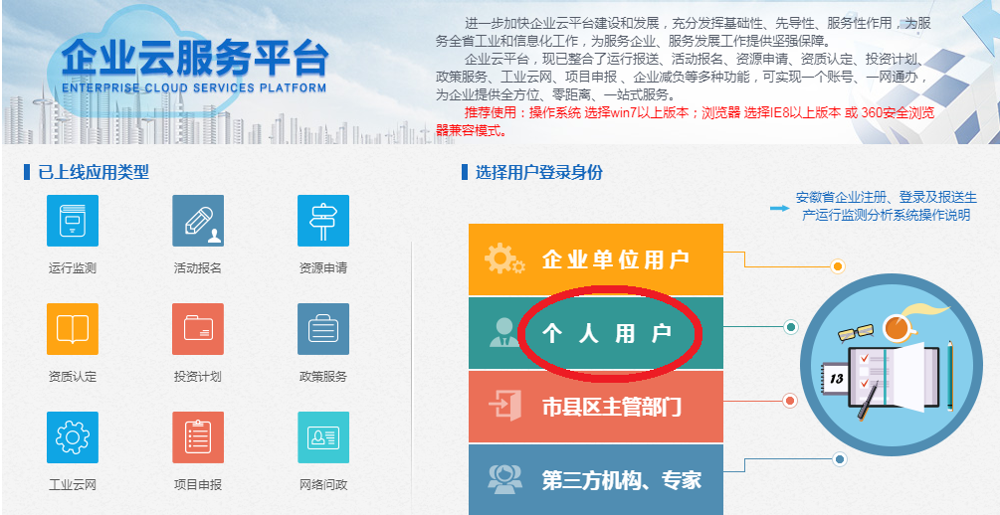 企业云服务平台
ENTERPRISE CLOUD SERVICES PLATFORM
进一步加快企业云平台建设和发展，充分发挥基础性、先导性、服务性作用，为服
务全省工业和信息化工作，为服务企业、服务发展工作提供坚强保障。
企业云平台，现已整合了运行报送、活动报名、资源申请、资质认定、投资计划、
政策服务、工业云网、项目申报 、企业减负等多种功能，可实现一个账号、一网通办，
为企业提供全方位、零距离、一站式服务。
推荐使用：操作系统 选择win7以上版本；浏览器 选择IE8以上版本 或 360安全浏览
器兼容模式。
已上线应用类型
运行监测
活动报名
资源申请
资质认定
投资计划
政策服务
工业云网
项目申报
网络问政
选择用户登录身份
安徽省企业注册、登录及报送生
产运行监测分析系统操作说明
企业单位用户
个人用户
市县区主管部门
第三方机构、专家
13